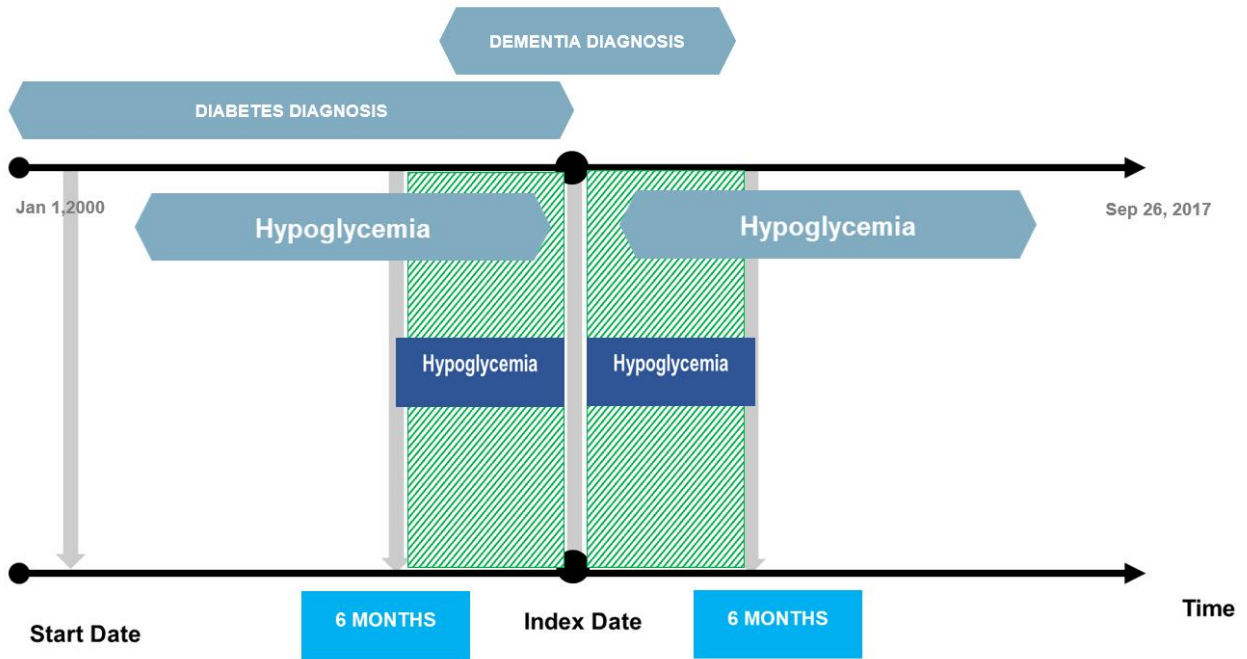 DEMENTIA DIAGNOSIS
DIABETES DIAGNOSIS
Jan 1,2000
Sep 26, 2017
Hypoglycemia
Hypoglycemia
Hypoglycemia
Hypoglycemia
Start Date
6 MONTHS
Index Date
6 MONTHS
Time